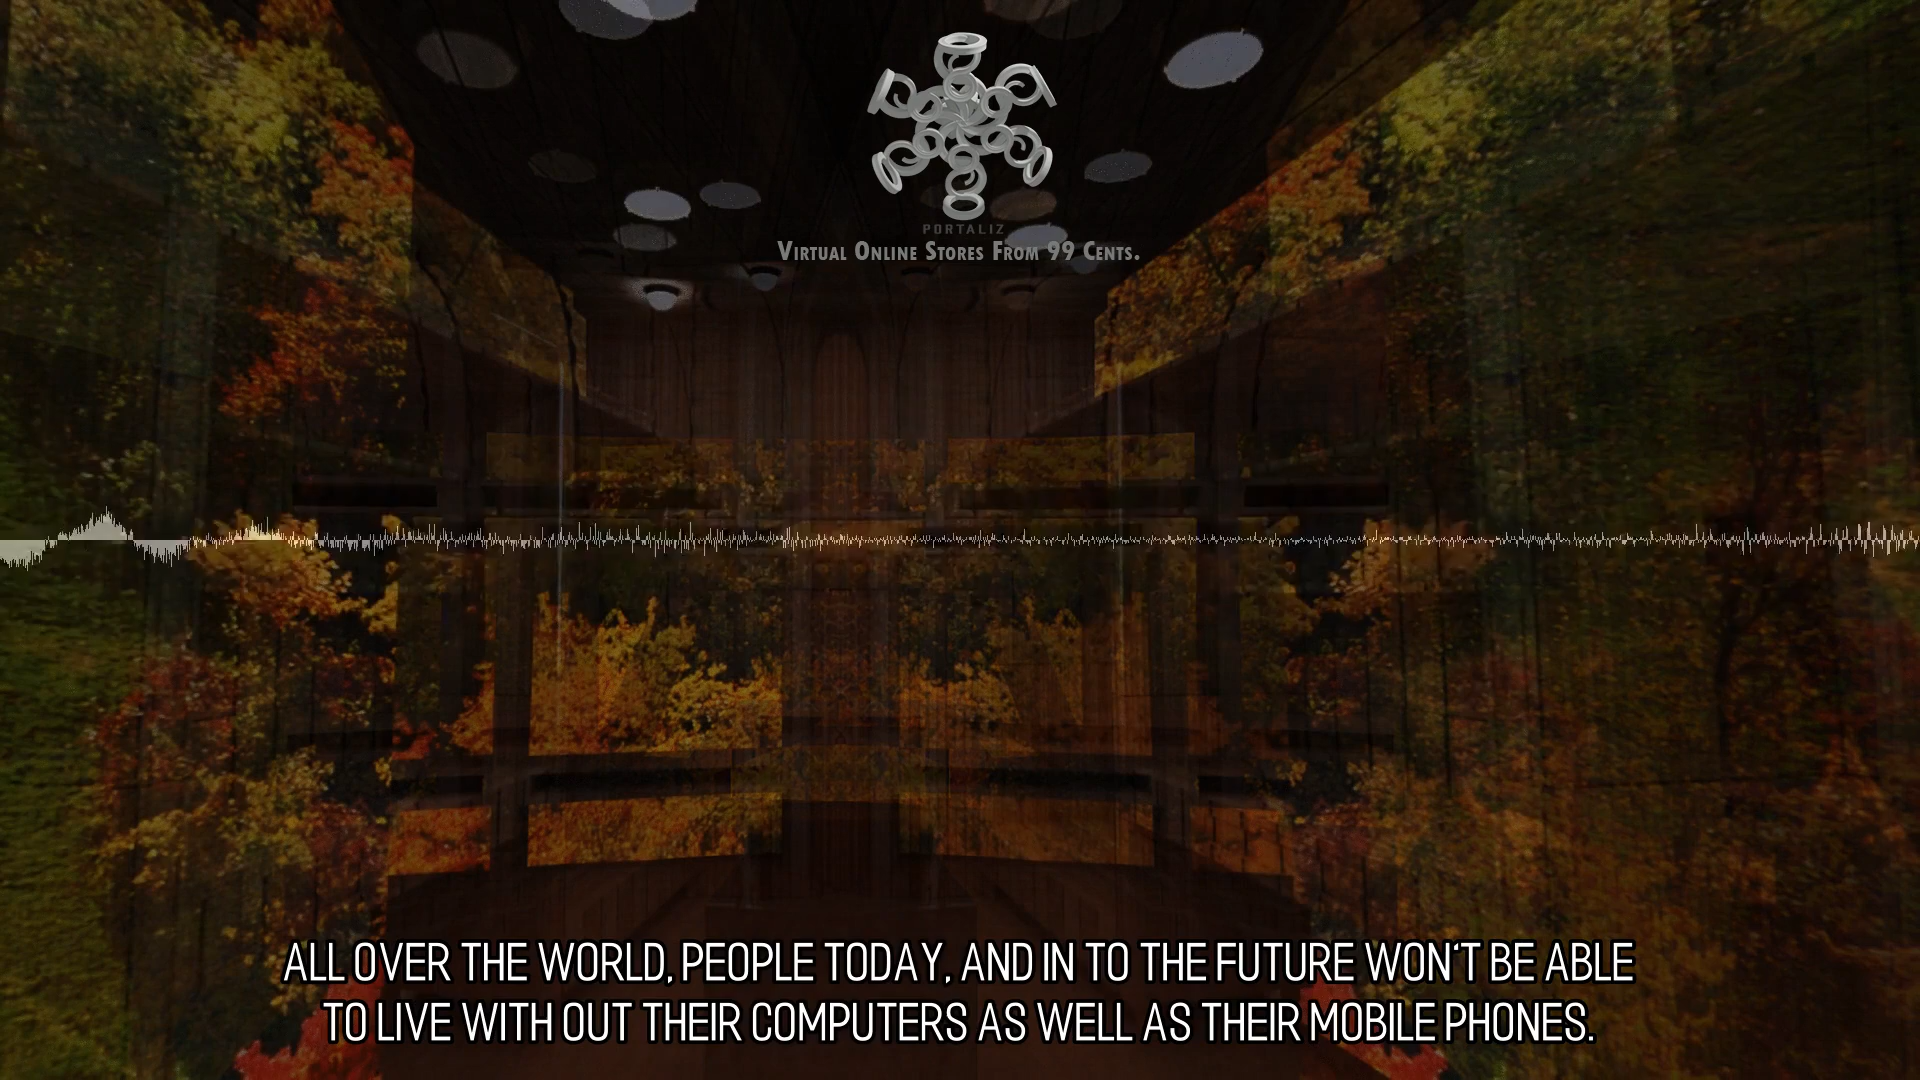 PORTALIZ
Virtual Online Stores From 99 Cents.
ALL OVER THE WORLD, PEOPLE TODAY, AND IN TO THE FUTURE WON'T BE ABLE
TO LIVE WITH OUT THEIR COMPUTERS AS WELL AS THEIR MOBILE PHONES.